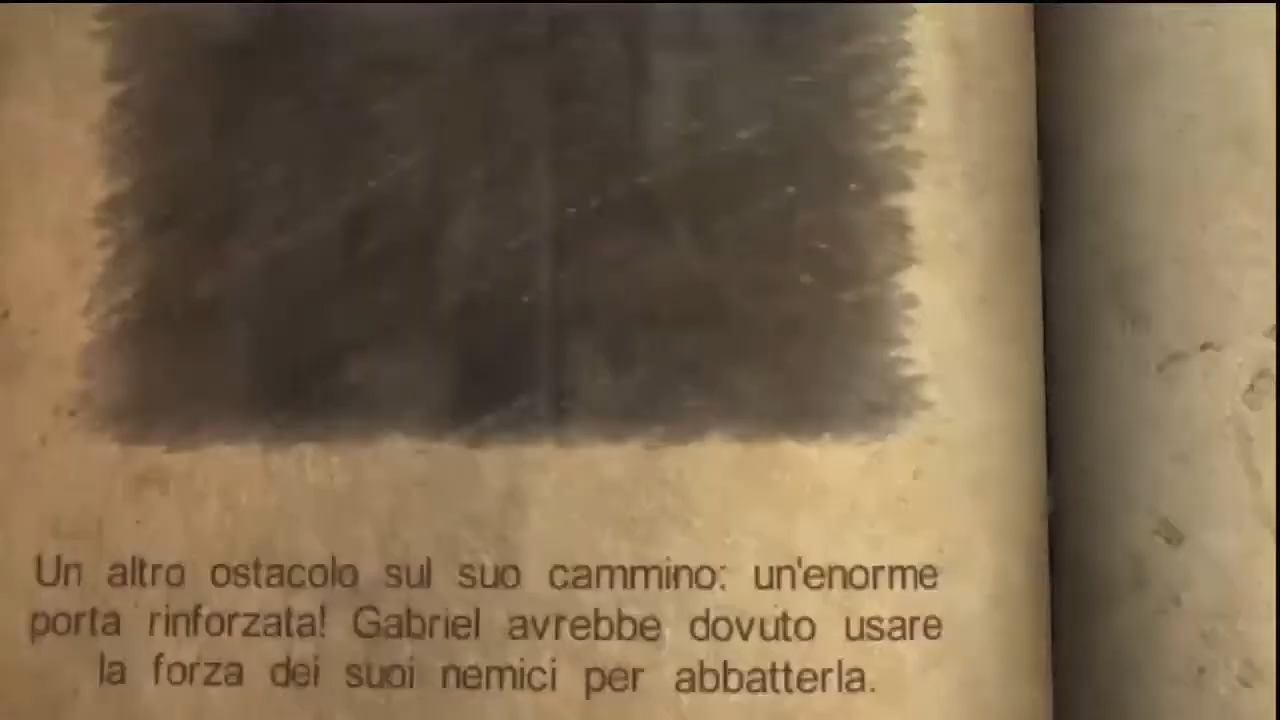 Un altro ostacolo sul suo cammino: un'enorme
porta rinforzata! Gabriel avrebbe dovuto usare
la forza dei suoi nemici per abbatterla.